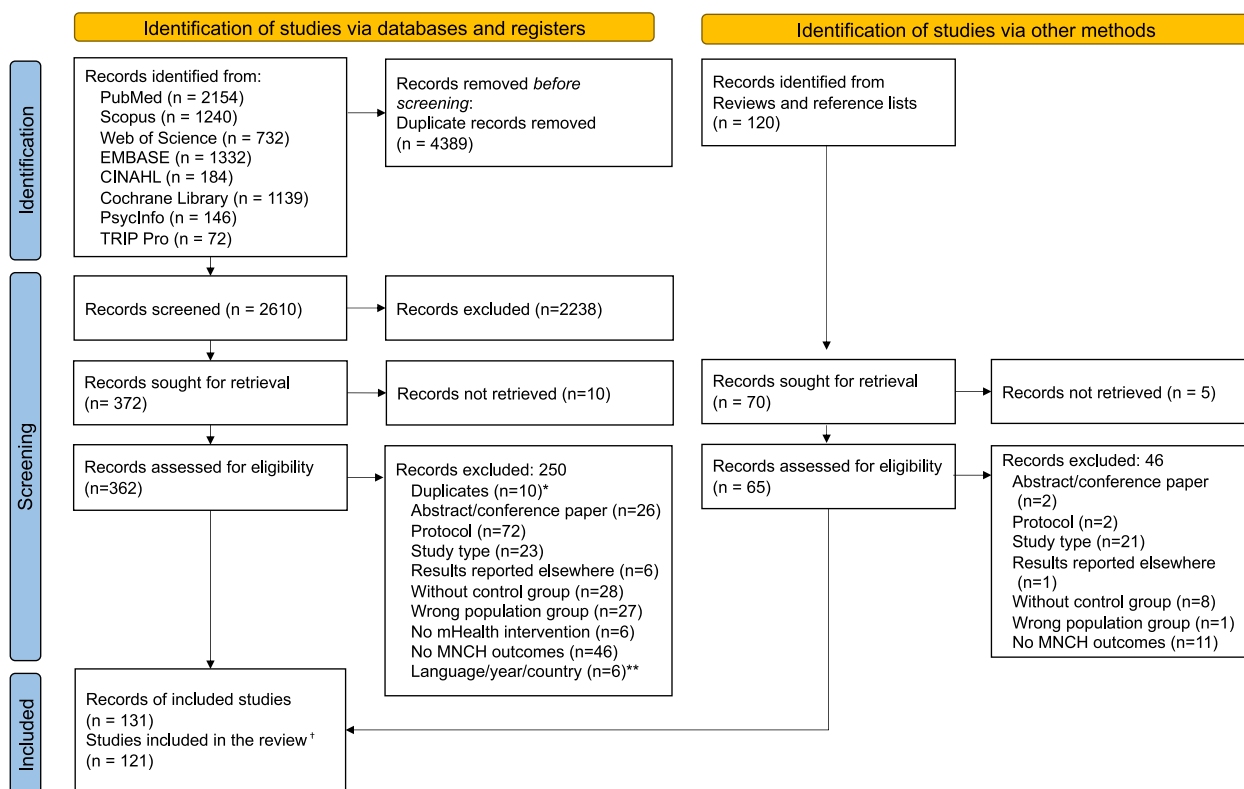 Identification of studies via databases and registers
Identification of studies via other methods
Identification
Records identified from:
PubMed (n = 2154)
Scopus (n = 1240)
Web of Science (n = 732)
EMBASE (n = 1332)
CINAHL (n = 184)
Cochrane Library (n = 1139)
PsycInfo (n = 146)
TRIP Pro (n = 72)
Records removed before
screening:
Duplicate records removed
(n = 4389)
Records identified from
Reviews and reference lists
(n = 120)
Screening
Records screened (n = 2610)
Records excluded (n=2238)
Records sought for retrieval
(n= 372)
Records not retrieved (n=10)
Records sought for retrieval
(n = 70)
Records not retrieved (n = 5)
Records assessed for eligibility
(n=362)
Records excluded: 250
Duplicates (n=10)*
Abstract/conference paper (n=26)
Protocol (n=72)
Study type (n=23)
Results reported elsewhere (n=6)
Without control group (n=28)
Wrong population group (n=27)
No mHealth intervention (n=6)
No MNCH outcomes (n=46)
Language/year/country (n=6)**
Records assessed for eligibility
(n = 65)
Records excluded: 46
Abstract/conference paper
(n=2)
Protocol (n=2)
Study type (n=21)
Results reported elsewhere
(n=1)
Without control group (n=8)
Wrong population group (n=1)
No MNCH outcomes (n=11)
Included
Records of included studies
(n = 131)
Studies included in the review†
(n = 121)